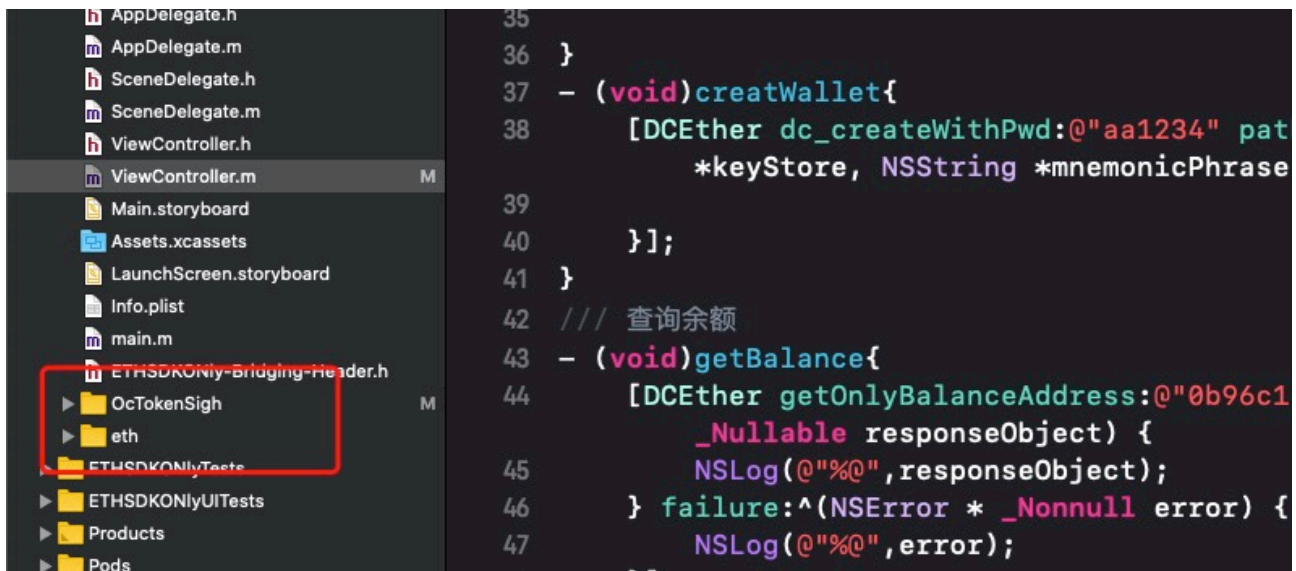 AppDelegate.h
AppDelegate.m
SceneDelegate.h
SceneDelegate.m
ViewController.h
ViewController.m M
Main.storyboard
Assets.xcassets
LaunchScreen.storyboard
Info.plist
main.m
ETHSDKONly-Bridging-Header.h
OcTokenSigh M
eth
ETHSDKONlyTests
ETHSDKONlyUITests
Products
Pods
35
36 }
37 - (void)creatWallet{
38 [DCEther dc_createWithPwd:@"aa1234" pat
*keyStore, NSString *mnemonicPhrase
39
40 }];
41 }
42 /// 查询余额
43 - (void)getBalance{
44 [DCEther getOnlyBalanceAddress:@"0b96c1
_Nullable responseObject) {
45 NSLog(@"%@",responseObject);
46 } failure:^(NSError * _Nonnull error) {
47 NSLog(@"%@",error);